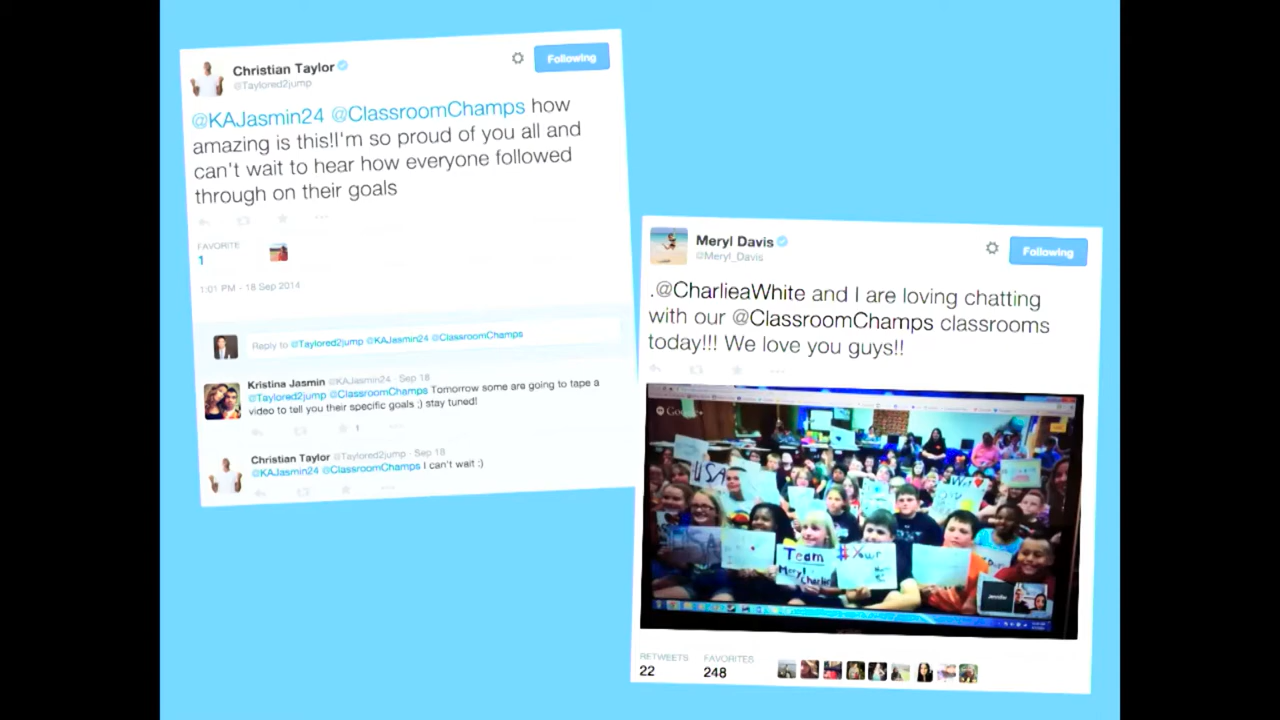 Christian Taylor
@Taylored2jump
Following
@KAJasmin24 @ClassroomChamps how
amazing is this!I'm so proud of you all and
can't wait to hear how everyone followed
through on their goals
FAVORITE
1
1:01 PM - 18 Sep 2014
Reply to @Taylored2jump @KAJasmin24 @ClassroomChamps
Kristina Jasmin @KAJasmin24 · Sep 18
@Taylored2jump @ClassroomChamps Tomorrow some are going to tape a
video to tell you their specific goals ;) stay tuned!
1
Christian Taylor @Taylored2jump · Sep 18
@KAJasmin24 @ClassroomChamps I can't wait :)
Meryl Davis
@Meryl_Davis
Following
.@CharlieaWhite and I are loving chatting
with our @ClassroomChamps classrooms
today!!! We love you guys!!
Google+
USA
Team
Meryl
Charlie
Jennifer
RETWEETS
22
FAVORITES
248